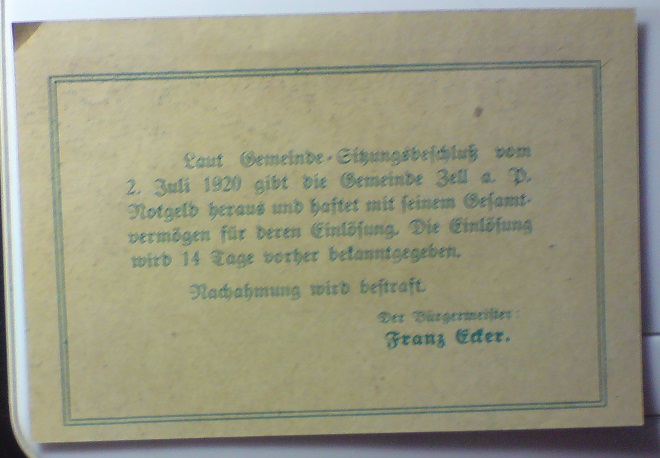 Laut Gemeinde-Sitzungsbeschluß vom
2. Juli 1920 gibt die Gemeinde Zell a. P.
Notgeld heraus und haftet mit seinem Gesamt-
vermögen für deren Einlösung. Die Einlösung
wird 14 Tage vorher bekanntgegeben.
Nachahmung wird bestraft.
Der Bürgermeister:
Franz Ecker.